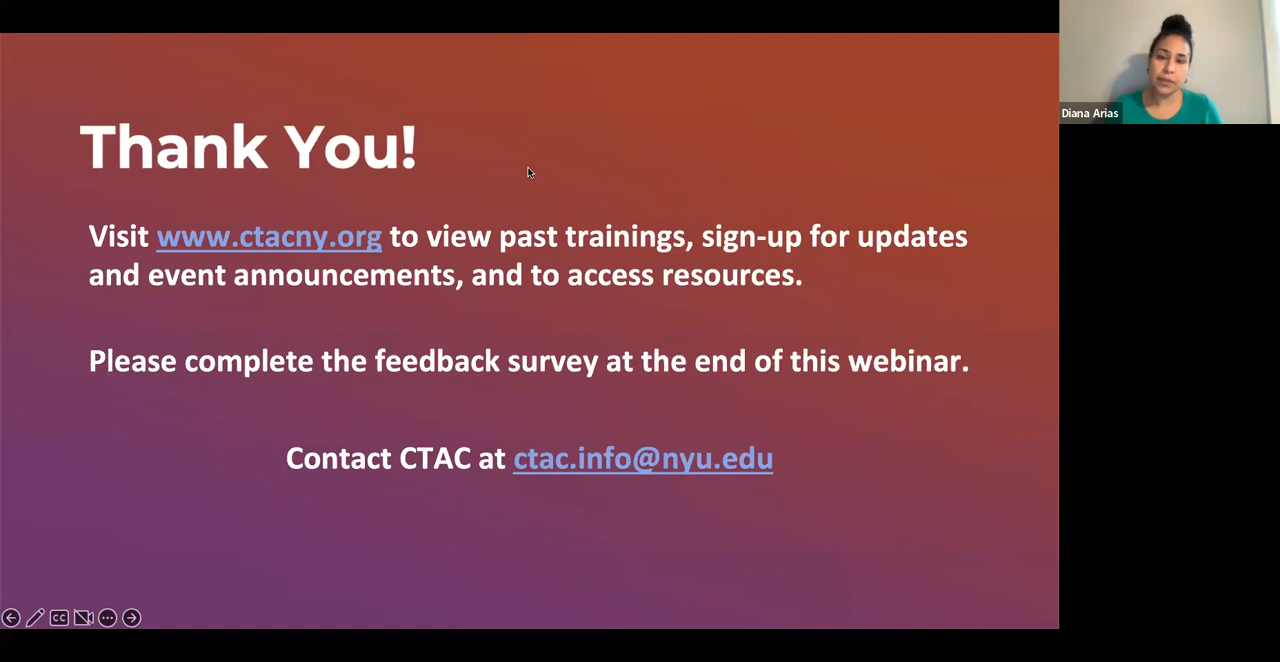 Thank You!
Visit www.ctacny.org to view past trainings, sign-up for updates
and event announcements, and to access resources.
Please complete the feedback survey at the end of this webinar.
Contact CTAC at ctac.info@nyu.edu
Diana Arias
CC